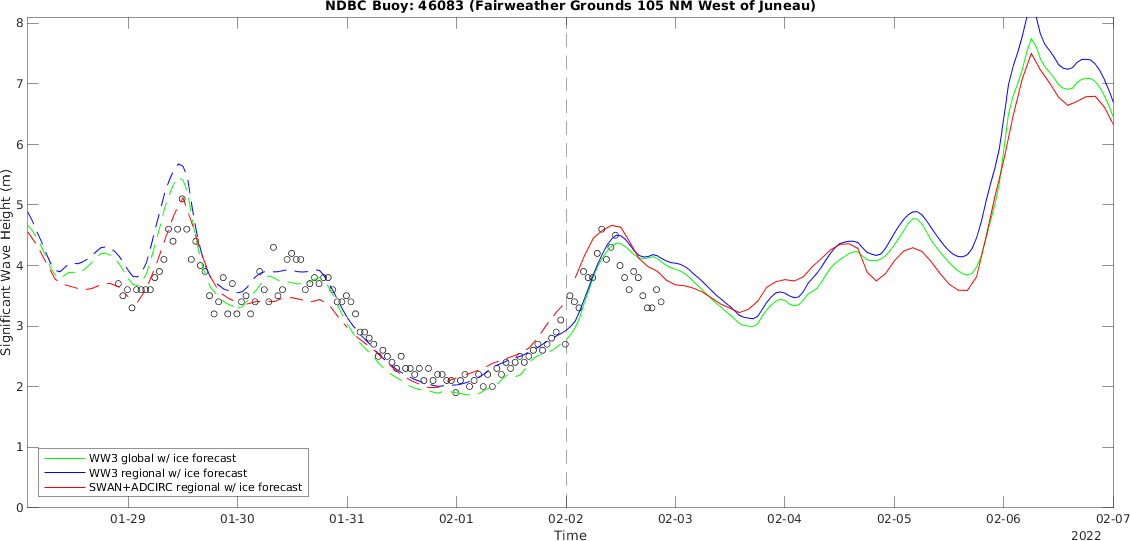 NDBC Buoy: 46083 (Fairweather Grounds 105 NM West of Juneau)
Significant Wave Height (m)
8
7
6
5
4
3
2
1
0
WW3 global w/ ice forecast
WW3 regional w/ ice forecast
SWAN+ADCIRC regional w/ ice forecast
01-29 01-30 01-31 02-01 02-02 02-03 02-04 02-05 02-06 02-07
Time 2022